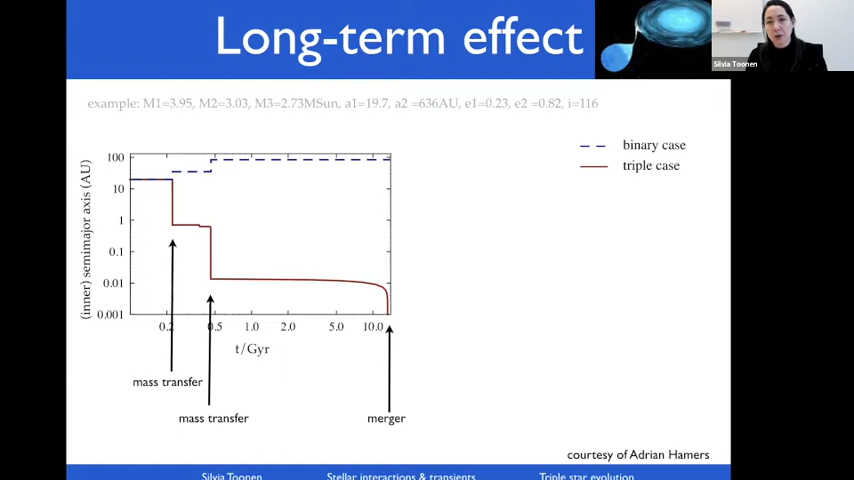 Long-term effect
Silvia Toonen
example: M1=3.95, M2=3.03, M3=2.73MSun, a1=19.7, a2 =636AU, e1=0.23, e2 =0.82, i=116
binary case
triple case
(inner) semimajor axis (AU)
100
10
1
0.1
0.01
0.001
0.2 0.5 1.0 2.0 5.0 10.0
t/Gyr
mass transfer
mass transfer
merger
courtesy of Adrian Hamers
Silvia Toonen Stellar interactions & transients Triple star evolution